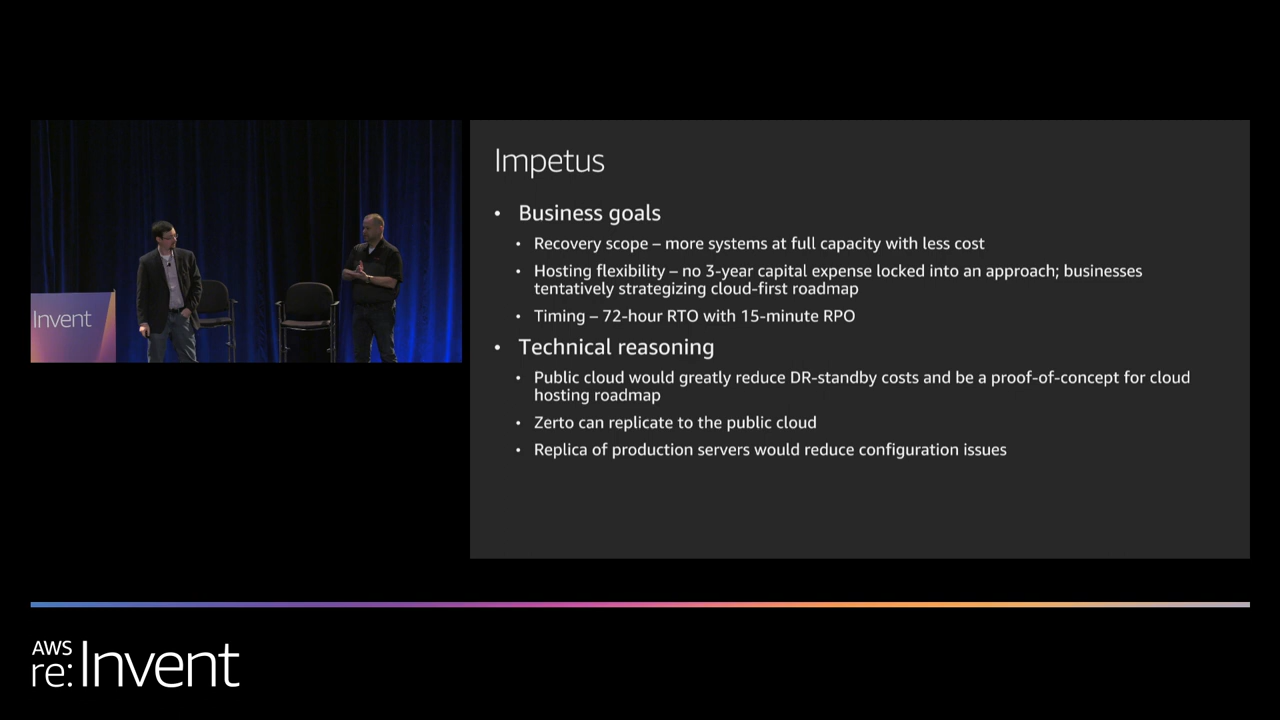 Invent
Impetus
• Business goals
• Recovery scope – more systems at full capacity with less cost
• Hosting flexibility – no 3-year capital expense locked into an approach; businesses
tentatively strategizing cloud-first roadmap
• Timing – 72-hour RTO with 15-minute RPO
• Technical reasoning
• Public cloud would greatly reduce DR-standby costs and be a proof-of-concept for cloud
hosting roadmap
• Zerto can replicate to the public cloud
• Replica of production servers would reduce configuration issues
AWS
re:Invent